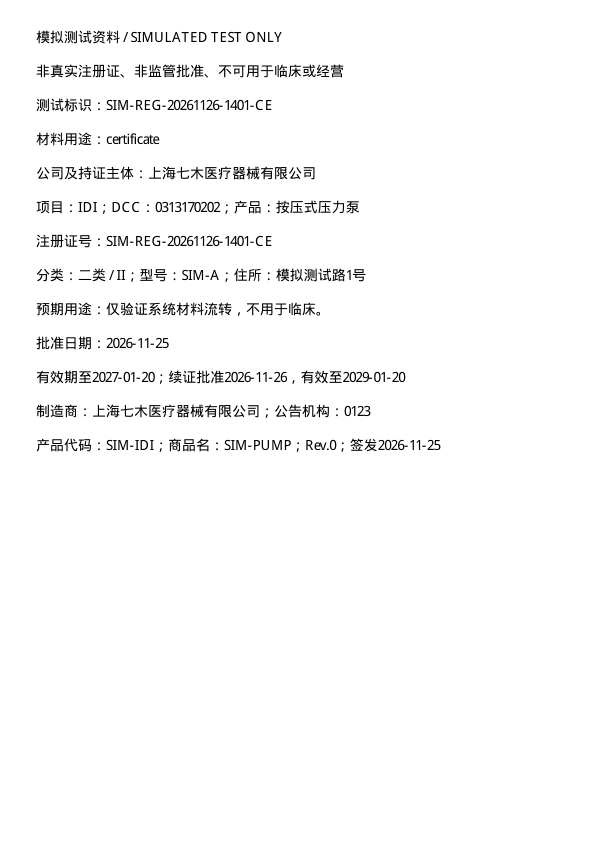 模拟测试资料 / SIMULATED TEST ONLY
非真实注册证、非监管批准、不可用于临床或经营
测试标识：SIM-REG-20261126-1401-CE
材料用途：certificate
公司及持证主体：上海七木医疗器械有限公司
项目：IDI；DCC：0313170202；产品：按压式压力泵
注册证号：SIM-REG-20261126-1401-CE
分类：二类 / II；型号：SIM-A；住所：模拟测试路1号
预期用途：仅验证系统材料流转，不用于临床。
批准日期：2026-11-25
有效期至2027-01-20；续证批准2026-11-26，有效至2029-01-20
制造商：上海七木医疗器械有限公司；公告机构：0123
产品代码：SIM-IDI；商品名：SIM-PUMP；Rev.0；签发2026-11-25